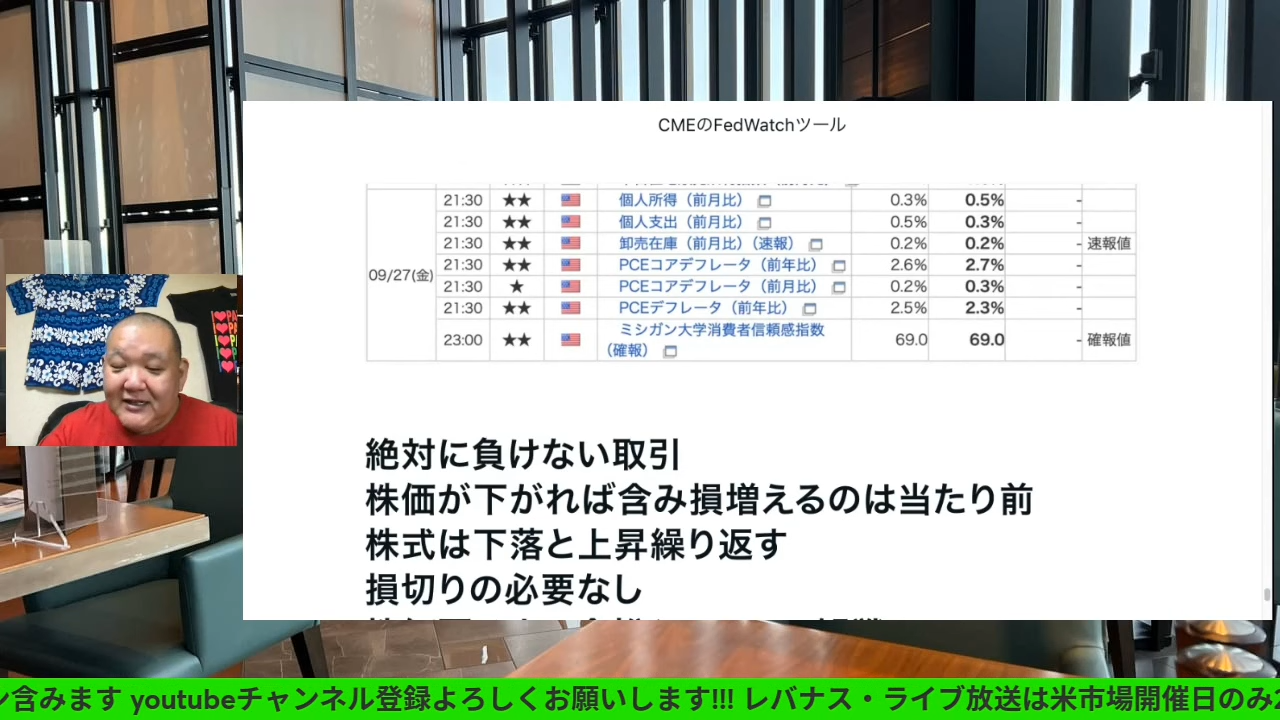 CMEのFedWatchツール
21:30 ★★ 個人所得（前月比） 0.3% 0.5% -
21:30 ★★ 個人支出（前月比） 0.5% 0.3% -
21:30 ★★ 卸売在庫（前月比）（速報） 0.2% 0.2% - 速報値
09/27(金) 21:30 ★★ PCEコアデフレータ（前年比） 2.6% 2.7% -
21:30 ★ PCEコアデフレータ（前月比） 0.2% 0.3% -
21:30 ★★ PCEデフレータ（前年比） 2.5% 2.3% -
23:00 ★★ ミシガン大学消費者信頼感指数（確報） 69.0 69.0 - 確報値
絶対に負けない取引
株価が下がれば含み損増えるのは当たり前
株式は下落と上昇繰り返す
損切りの必要なし
ン含みます youtubeチャンネル登録よろしくお願いします!!! レバナス・ライブ放送は米市場開催日のみ